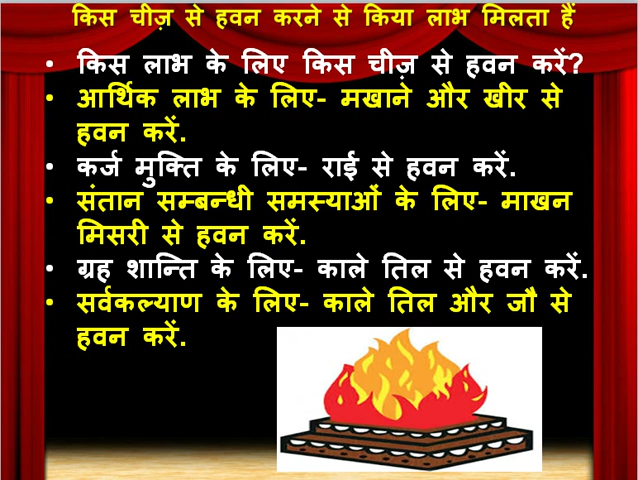 किस चीज़ से हवन करने से किया लाभ मिलता हैं
• किस लाभ के लिए किस चीज़ से हवन करें?
• आर्थिक लाभ के लिए- मखाने और खीर से
हवन करें.
• कर्ज मुक्ति के लिए- राई से हवन करें.
• संतान सम्बन्धी समस्याओं के लिए- माखन
मिसरी से हवन करें.
• ग्रह शान्ति के लिए- काले तिल से हवन करें.
• सर्वकल्याण के लिए- काले तिल और जौ से
हवन करें.